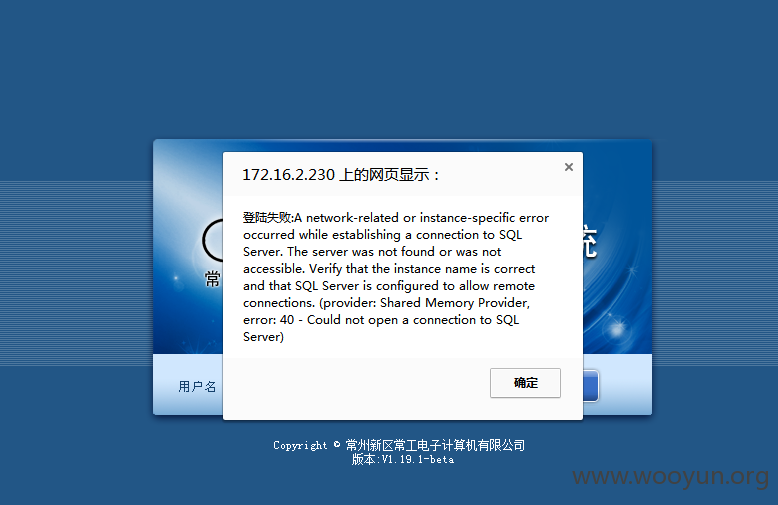 172.16.2.230 上的网页显示：
登陆失败:A network-related or instance-specific error
occurred while establishing a connection to SQL
Server. The server was not found or was not
accessible. Verify that the instance name is correct
and that SQL Server is configured to allow remote
connections. (provider: Shared Memory Provider,
error: 40 - Could not open a connection to SQL
Server)
确定
常
统
用户名
Copyright © 常州新区常工电子计算机有限公司
版本:V1.19.1-beta
www.wooyun.org